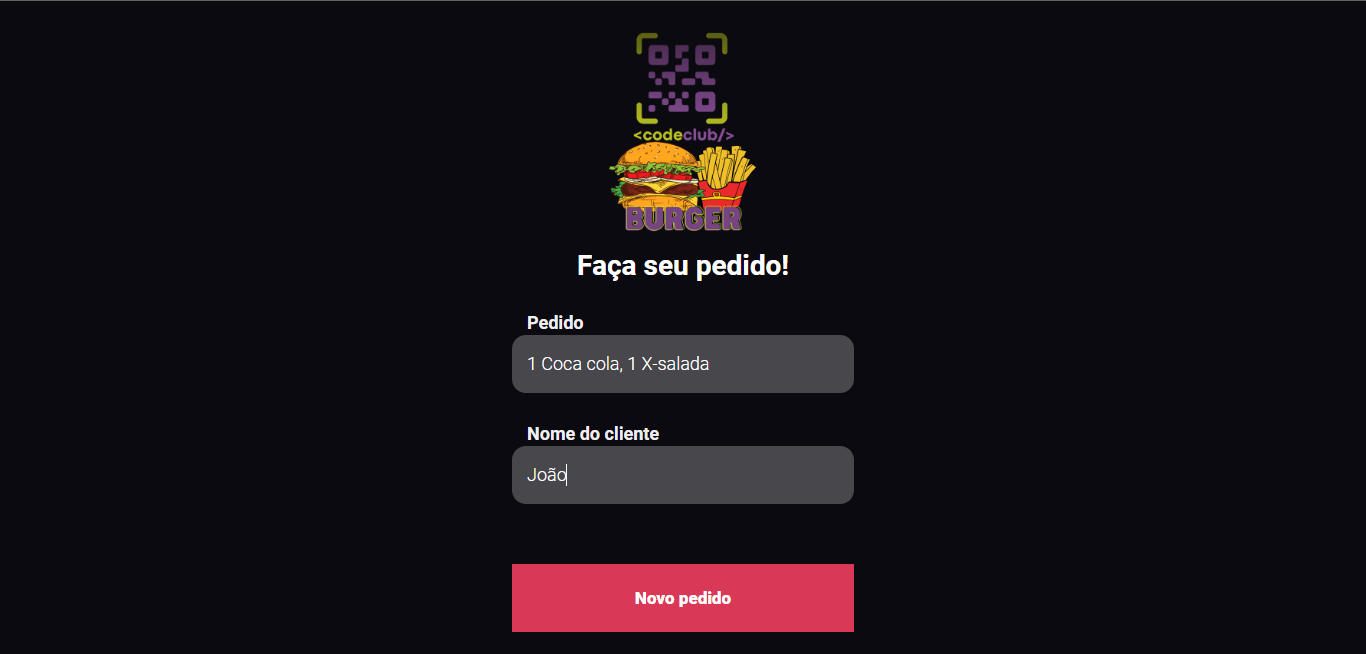 <codeclub/>
BURGER
Faça seu pedido!
Pedido
1 Coca cola, 1 X-salada
Nome do cliente
João
Novo pedido